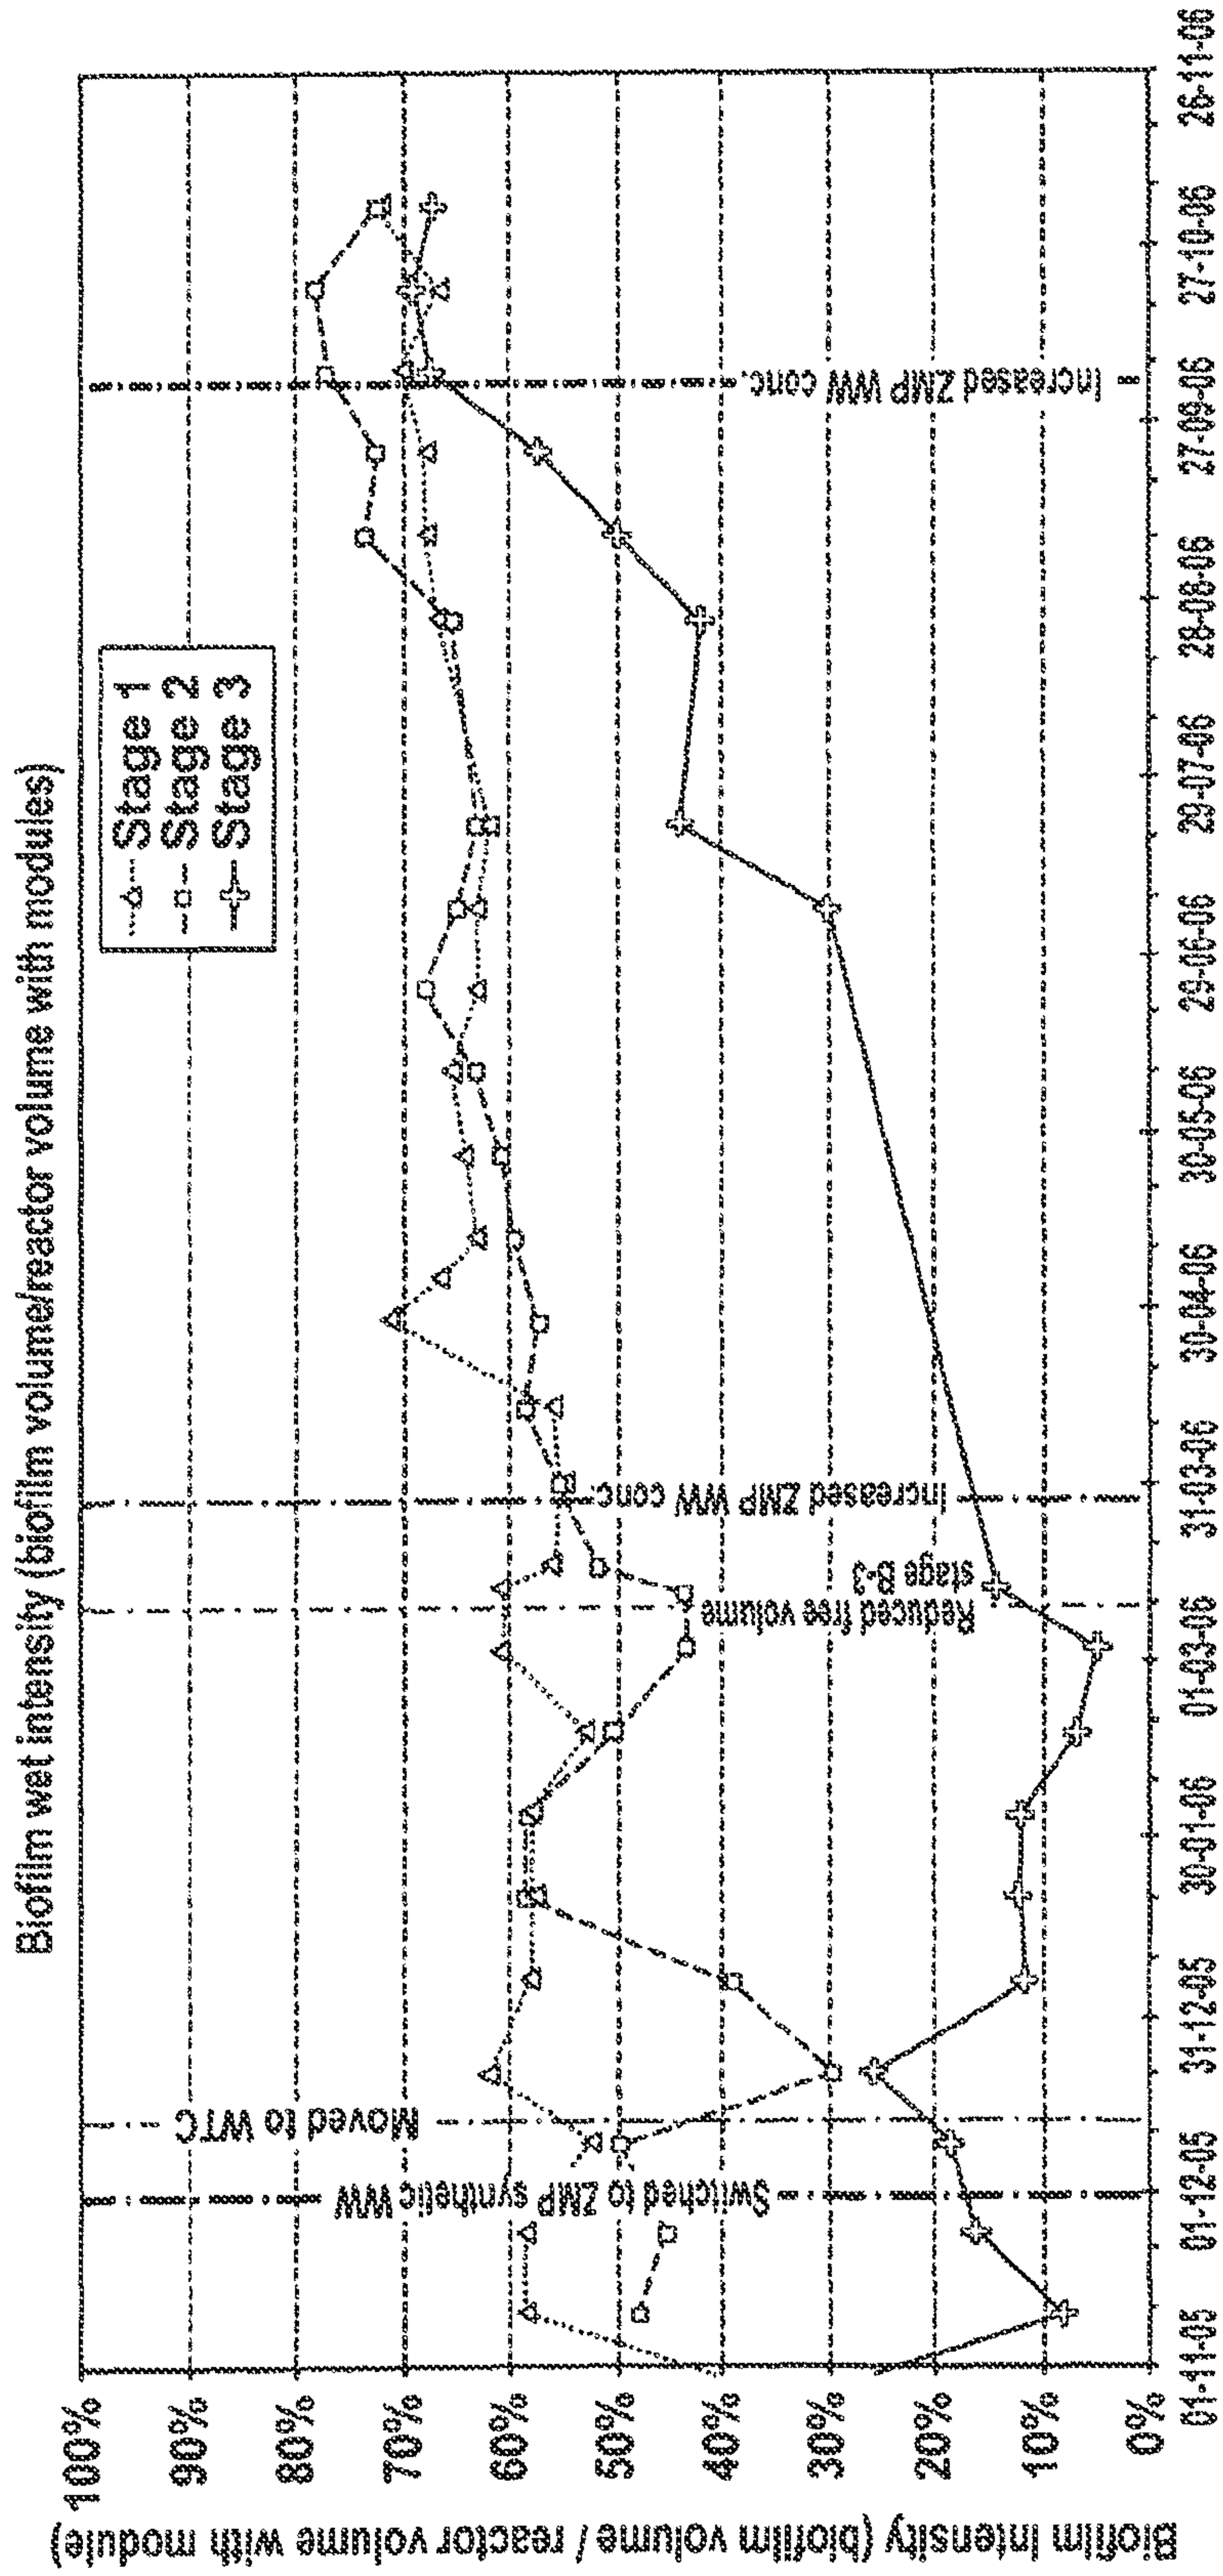 Biofilm wet intensity (biofilm volume/reactor volume with modules)
Biofilm Intensity (biofilm volume / reactor volume with module)
100%
90%
80%
70%
60%
50%
40%
30%
20%
10%
0%
Stage 1
Stage 2
Stage 3
Switched to ZMP synthetic WW
Moved to WTC
Reduced free volume
stage B-3
Increased ZMP WW conc.
Increased ZMP WW conc.
01-11-05
01-12-05
31-12-05
30-01-06
01-03-06
31-03-06
30-04-06
30-05-06
29-06-06
29-07-06
28-08-06
27-09-06
27-10-06
26-11-06